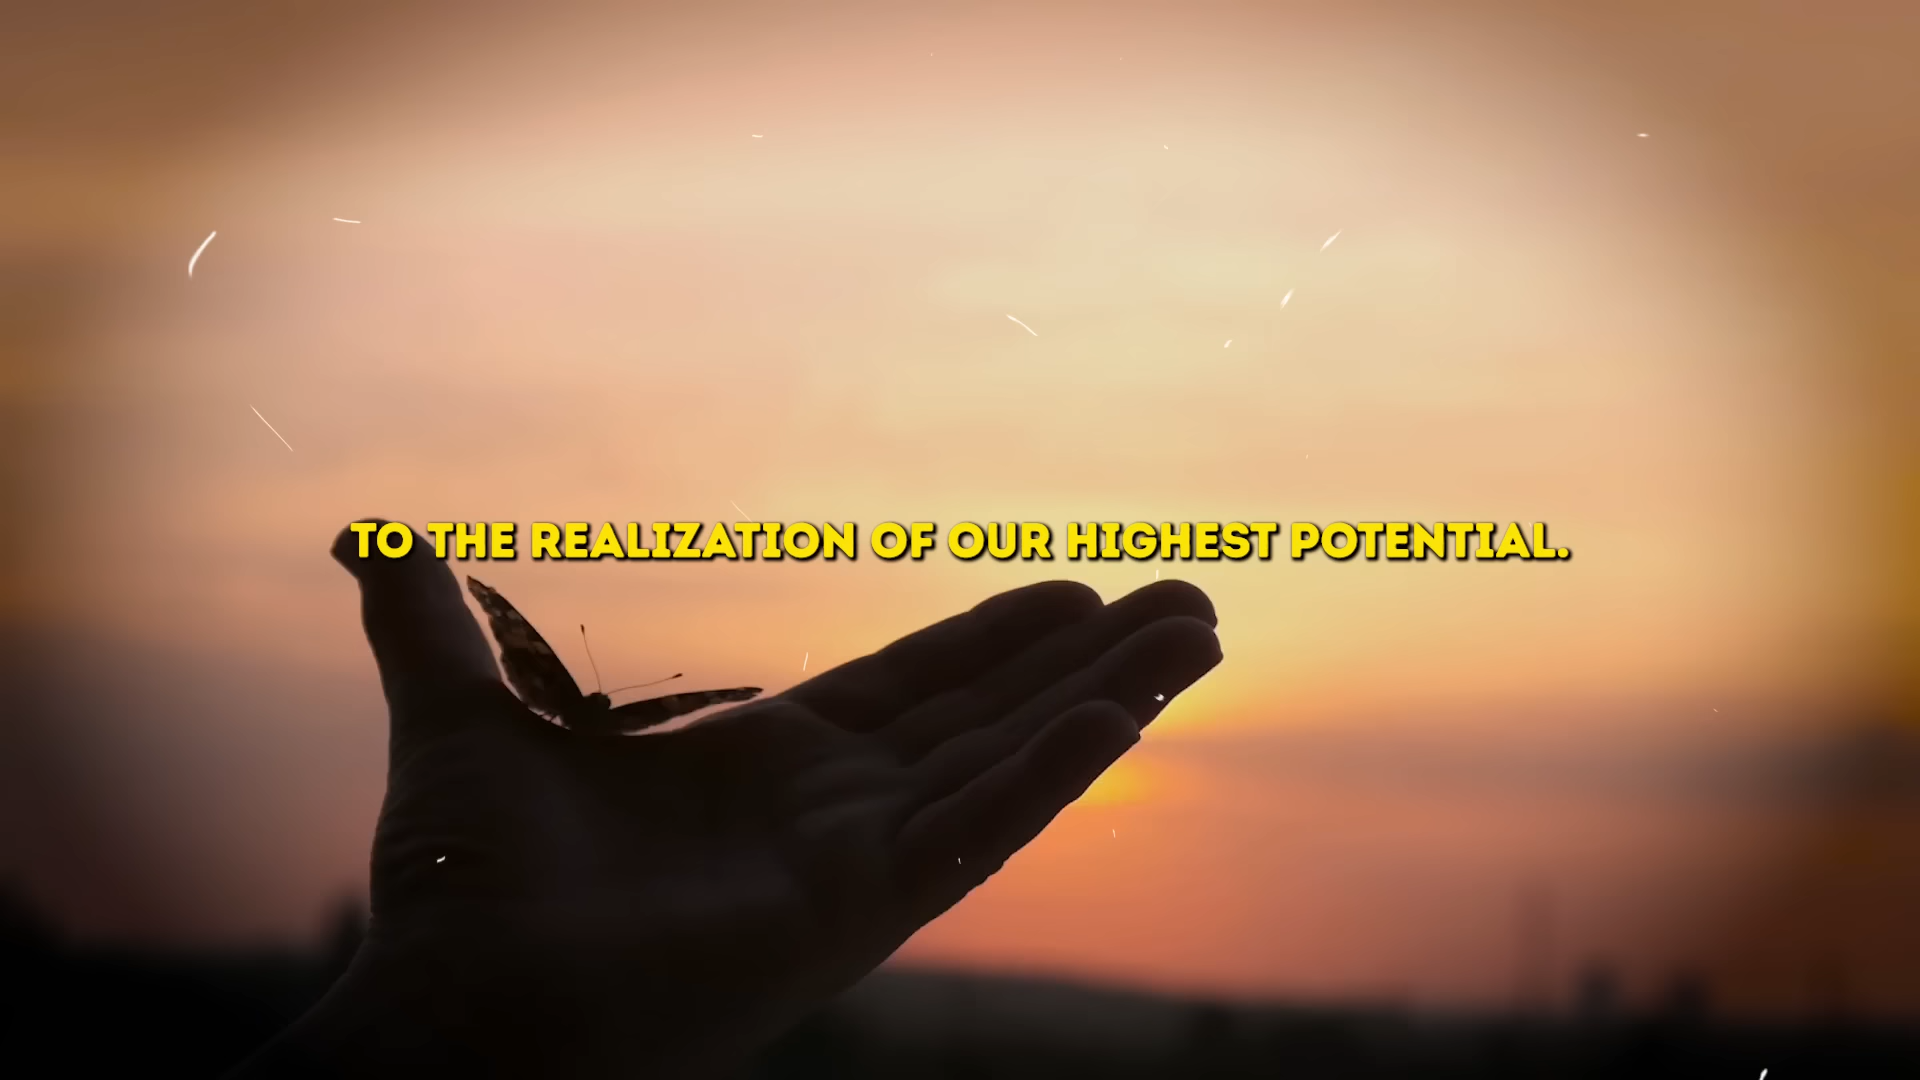 TO THE REALIZATION OF OUR HIGHEST POTENTIAL.